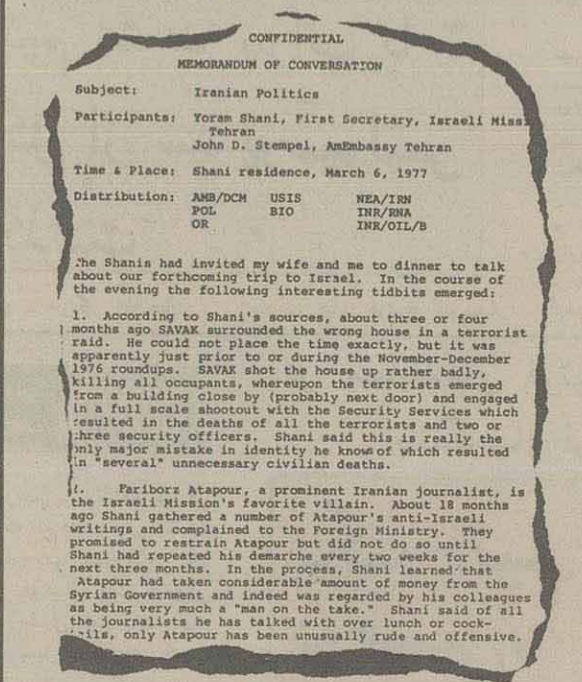 CONFIDENTIAL
MEMORANDUM OF CONVERSATION
Subject: Iranian Politics
Participants: Yoram Shani, First Secretary, Israeli Miss
Tehran
John D. Stempel, AmEmbassy Tehran
Time & Place: Shani residence, March 6, 1977
Distribution: AMB/DCM USIS NEA/IRN
POL BIO INR/RNA
OR INR/OIL/B
The Shanis had invited my wife and me to dinner to talk
about our forthcoming trip to Israel. In the course of
the evening the following interesting tidbits emerged:
1. According to Shani's sources, about three or four
months ago SAVAK surrounded the wrong house in a terrorist
raid. He could not place the time exactly, but it was
apparently just prior to or during the November-December
1976 roundups. SAVAK shot the house up rather badly,
killing all occupants, whereupon the terrorists emerged
from a building close by (probably next door) and engaged
in a full scale shootout with the Security Services which
resulted in the deaths of all the terrorists and two or
three security officers. Shani said this is really the
only major mistake in identity he knows of which resulted
in "several" unnecessary civilian deaths.
Fariborz Atapour, a prominent Iranian journalist, is
the Israeli Mission's favorite villain. About 18 months
ago Shani gathered a number of Atapour's anti-Israeli
writings and complained to the Foreign Ministry. They
promised to restrain Atapour but did not do so until
Shani had repeated his demarche every two weeks for the
next three months. In the process, Shani learned that
Atapour had taken considerable amount of money from the
Syrian Government and indeed was regarded by his colleagues
as being very much a "man on the take." Shani said of all
the journalists he has talked with over lunch or cock-
tails, only Atapour has been unusually rude and offensive.